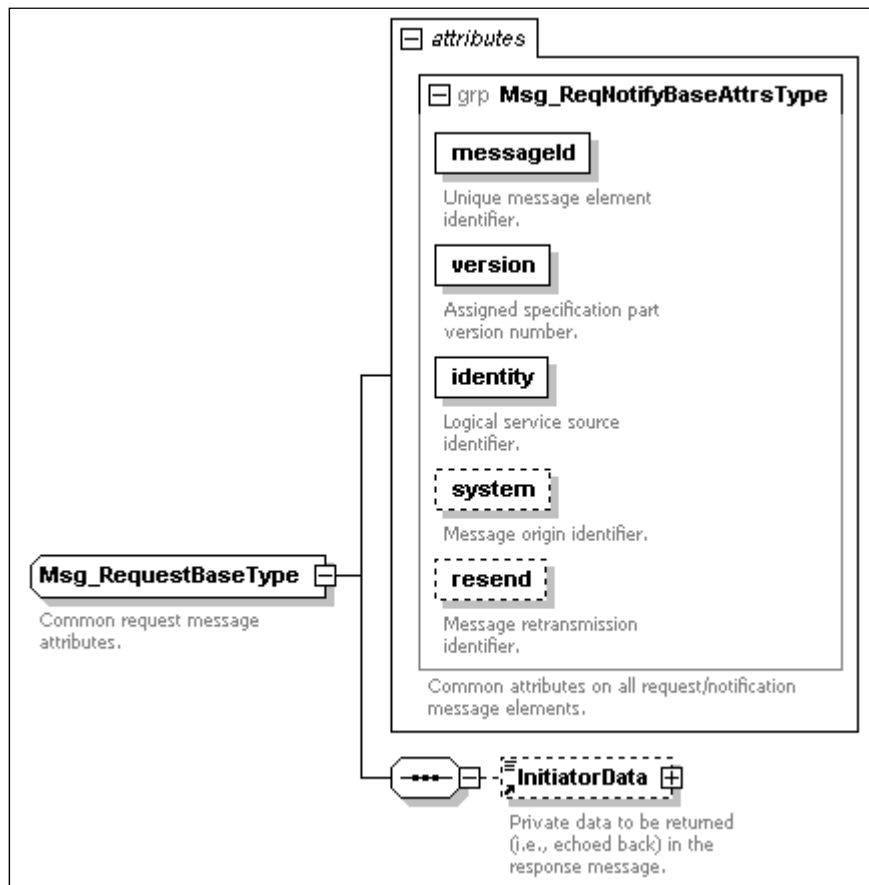 attributes
grp Msg_ReqNotifyBaseAttrsType
messageId
Unique message element
identifier.
version
Assigned specification part
version number.
identity
Logical service source
identifier.
system
Message origin identifier.
resend
Message retransmission
identifier.
Common attributes on all request/notification
message elements.
Msg_RequestBaseType
Common request message
attributes.
InitiatorData
Private data to be returned
(i.e., echoed back) in the
response message.